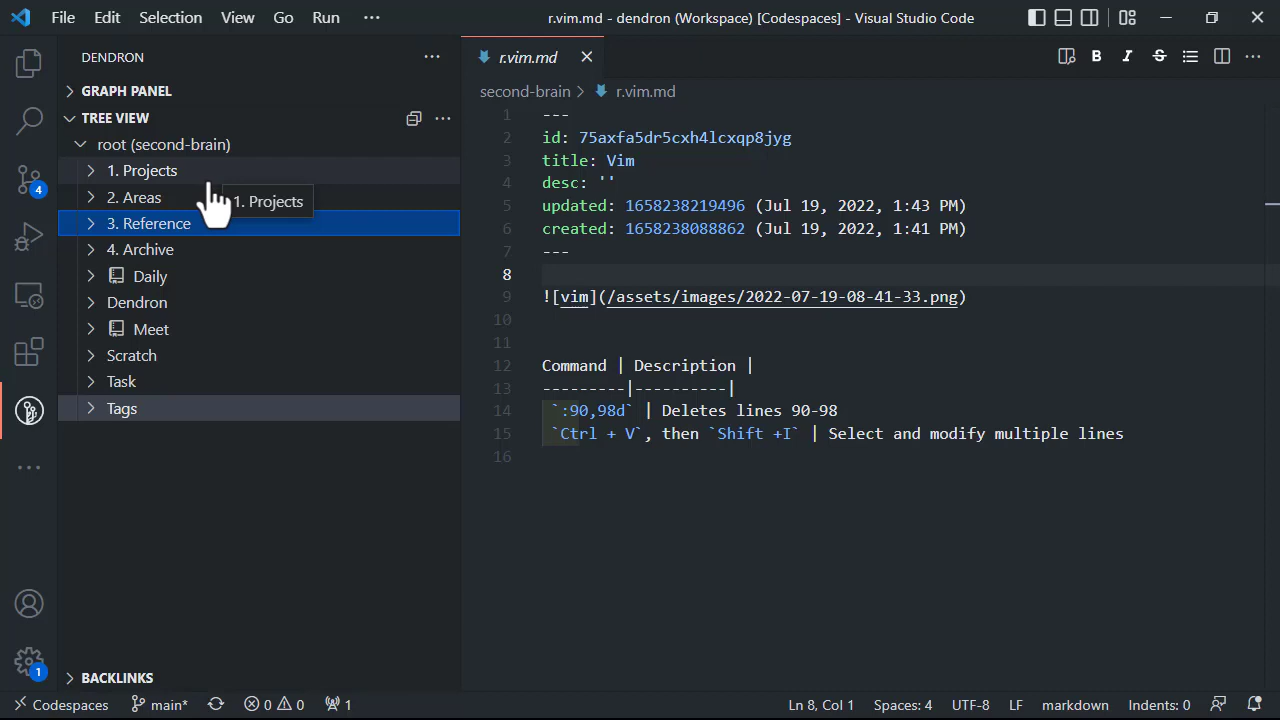 File Edit Selection View Go Run ··· r.vim.md - dendron (Workspace) [Codespaces] - Visual Studio Code
DENDRON ···
GRAPH PANEL
TREE VIEW ···
root (second-brain)
1. Projects
1. Projects
2. Areas
3. Reference
4. Archive
Daily
Dendron
Meet
Scratch
Task
Tags
BACKLINKS
4
1
r.vim.md
B I S ···
second-brain > r.vim.md
1 ---
2 id: 75axfa5dr5cxh4lcxqp8jyg
3 title: Vim
4 desc: ''
5 updated: 1658238219496 (Jul 19, 2022, 1:43 PM)
6 created: 1658238088862 (Jul 19, 2022, 1:41 PM)
7 ---
8
9 ![vim](/assets/images/2022-07-19-08-41-33.png)
10
11
12 Command | Description |
13 ---------|----------|
14 `:90,98d` | Deletes lines 90-98
15 `Ctrl + V`, then `Shift +I` | Select and modify multiple lines
16
Codespaces main* 0 0 1 Ln 8, Col 1 Spaces: 4 UTF-8 LF markdown Indents: 0